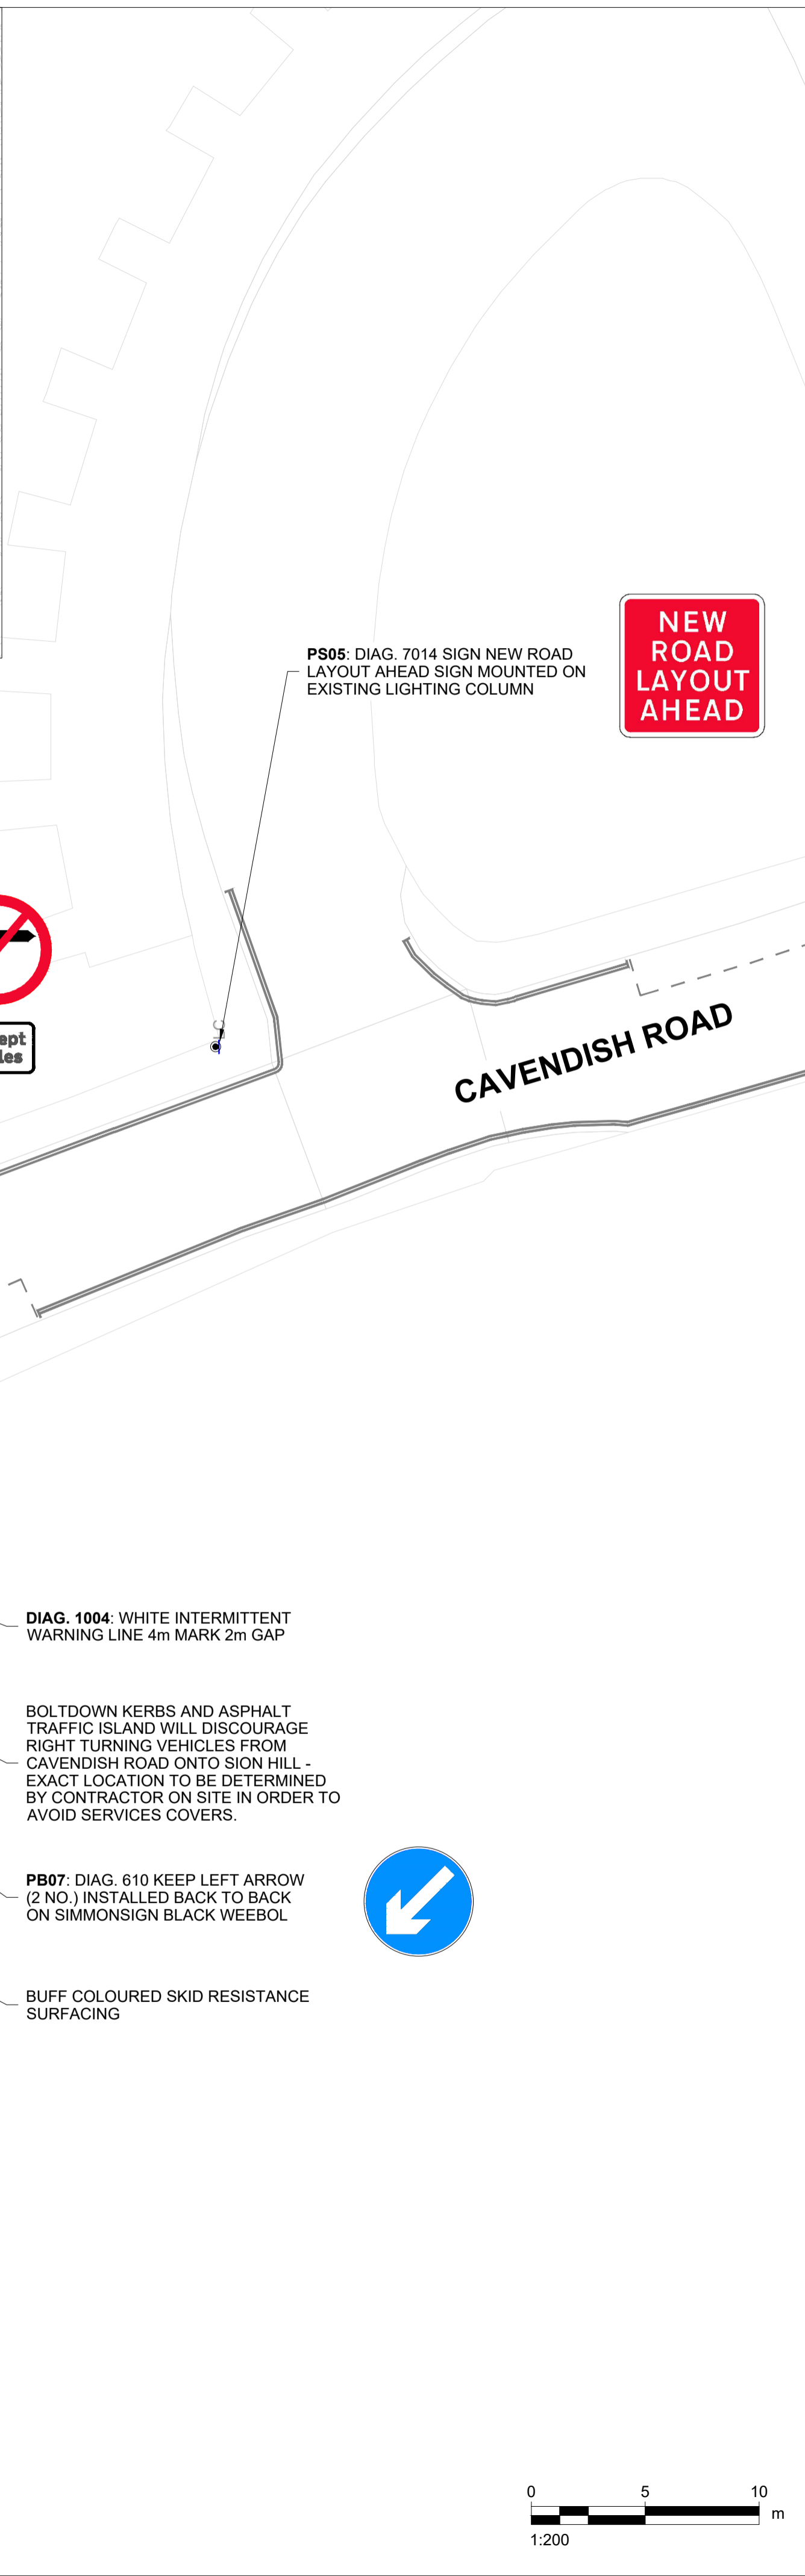 PS05: DIAG. 7014 SIGN NEW ROAD
LAYOUT AHEAD SIGN MOUNTED ON
EXISTING LIGHTING COLUMN
NEW
ROAD
LAYOUT
AHEAD
LC
CAVENDISH ROAD
DIAG. 1004: WHITE INTERMITTENT
WARNING LINE 4m MARK 2m GAP
BOLTDOWN KERBS AND ASPHALT
TRAFFIC ISLAND WILL DISCOURAGE
RIGHT TURNING VEHICLES FROM
CAVENDISH ROAD ONTO SION HILL -
EXACT LOCATION TO BE DETERMINED
BY CONTRACTOR ON SITE IN ORDER TO
AVOID SERVICES COVERS.
PB07: DIAG. 610 KEEP LEFT ARROW
(2 NO.) INSTALLED BACK TO BACK
ON SIMMONSIGN BLACK WEEBOL
BUFF COLOURED SKID RESISTANCE
SURFACING
0 5 10
m
1:200